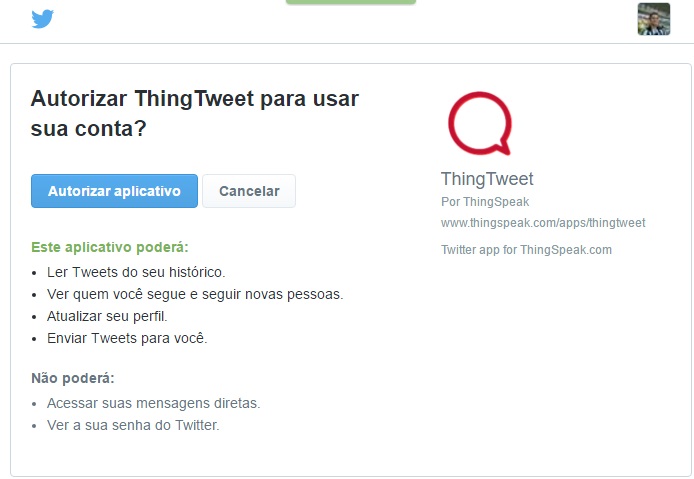 Autorizar ThingTweet para usar
sua conta?
Autorizar aplicativo
Cancelar
Este aplicativo poderá:
• Ler Tweets do seu histórico.
• Ver quem você segue e seguir novas pessoas.
• Atualizar seu perfil.
• Enviar Tweets para você.
Não poderá:
• Acessar suas mensagens diretas.
• Ver a sua senha do Twitter.
ThingTweet
Por ThingSpeak
www.thingspeak.com/apps/thingtweet
Twitter app for ThingSpeak.com